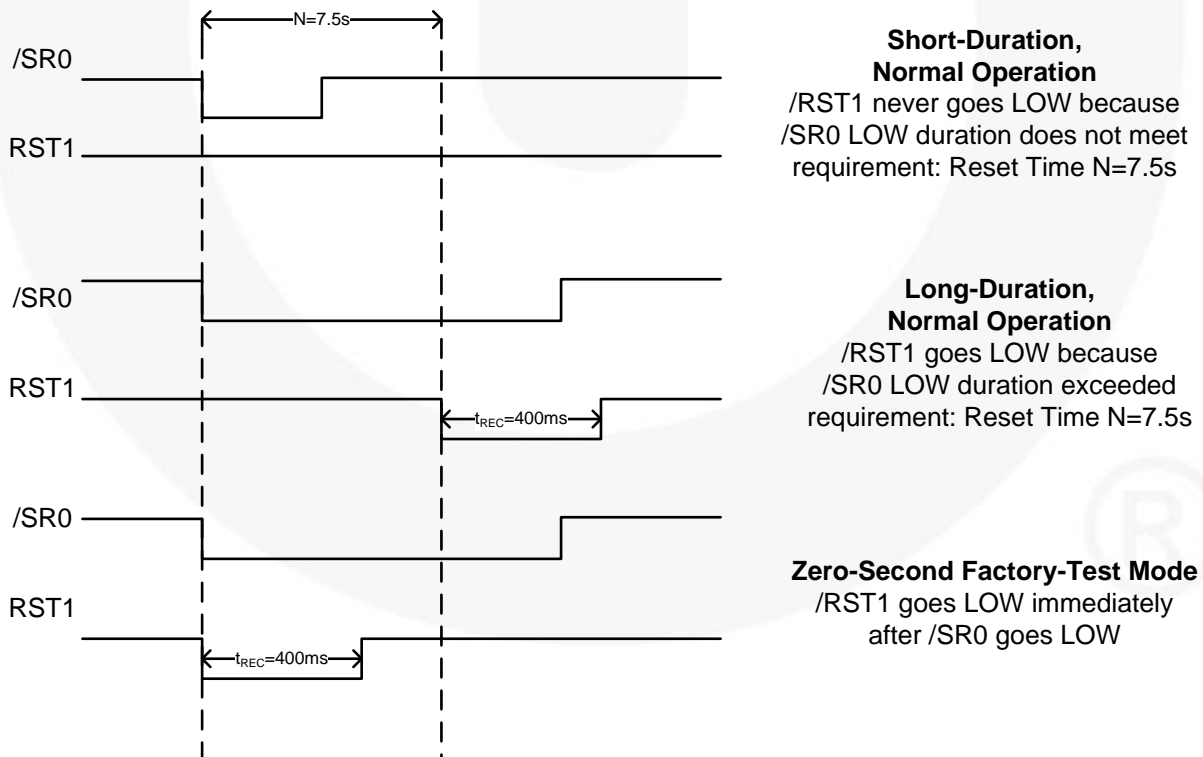 N=7.5s
/SR0
RST1
Short-Duration,
Normal Operation
/RST1 never goes LOW because
/SR0 LOW duration does not meet
requirement: Reset Time N=7.5s
/SR0
RST1
tREC=400ms
Long-Duration,
Normal Operation
/RST1 goes LOW because
/SR0 LOW duration exceeded
requirement: Reset Time N=7.5s
/SR0
RST1
tREC=400ms
Zero-Second Factory-Test Mode
/RST1 goes LOW immediately
after /SR0 goes LOW
®